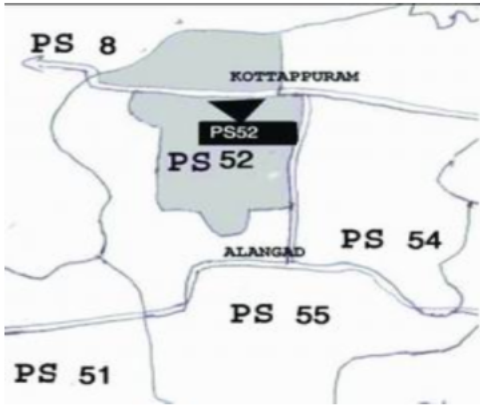 PS 8
KOTTAPPURAM
PS52
PS 52
ALANGAD
PS 54
PS 55
PS 51